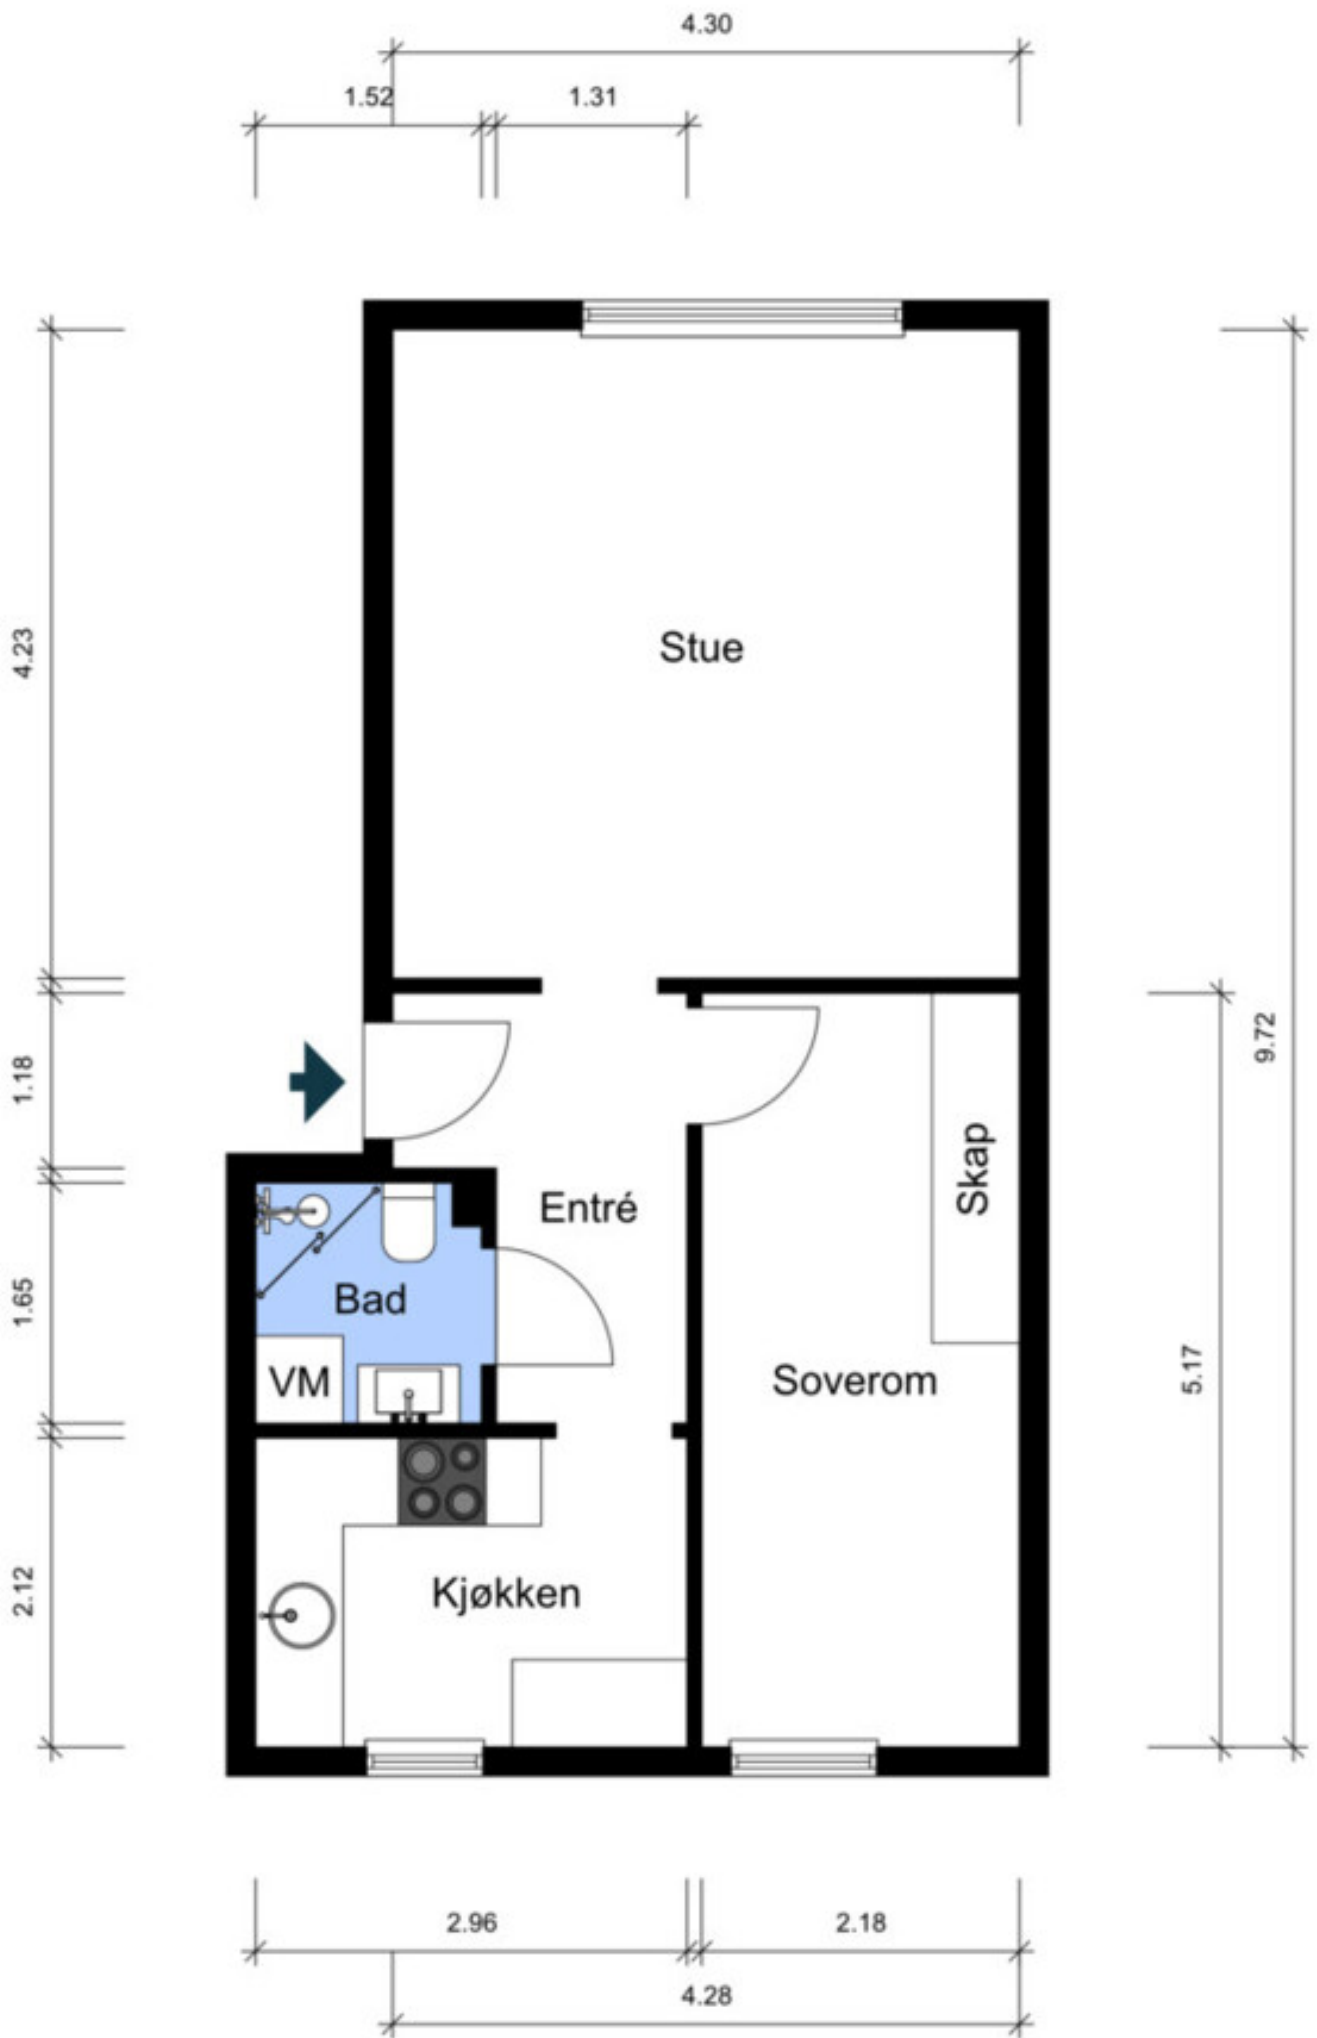 4.30
1.52
1.31
4.23
Stue
1.18
9.72
Skap
Entré
1.65
Bad
5.17
VM
Soverom
2.12
Kjøkken
2.96
2.18
4.28